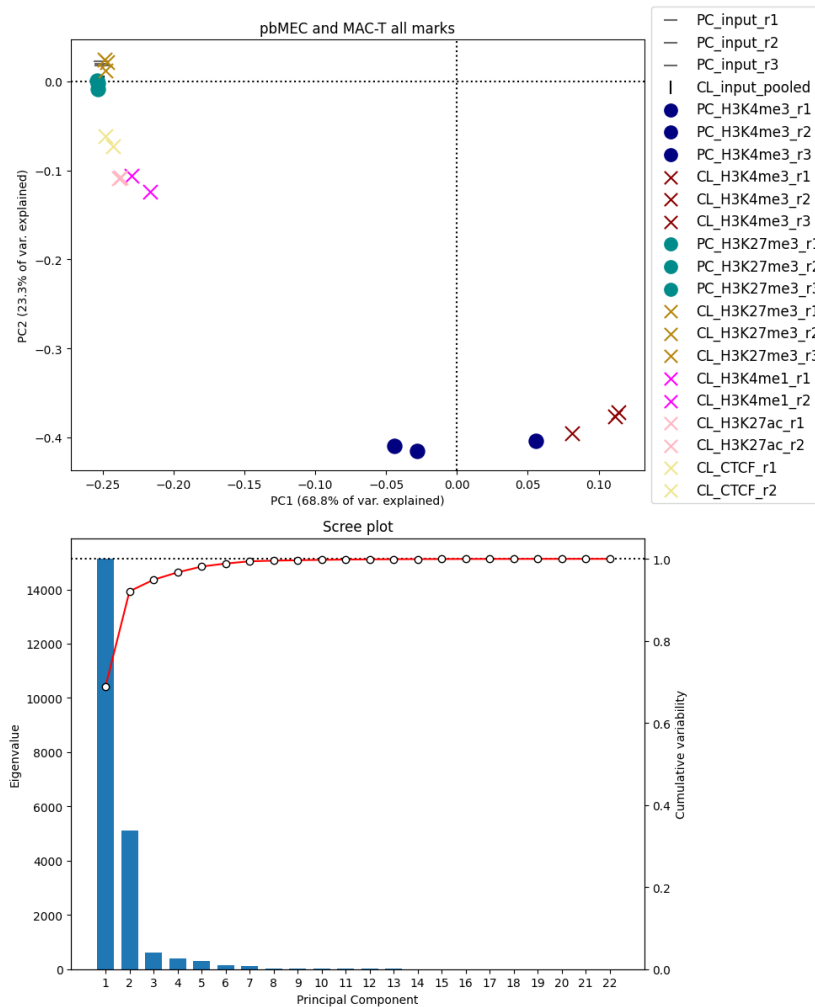 pbMEC and MAC-T all marks
0.0
−0.1
−0.2
−0.3
−0.4
PC2 (23.3% of var. explained)
−0.25
−0.20
−0.15
−0.10
−0.05
0.00
0.05
0.10
PC1 (68.8% of var. explained)
PC_input_r1
PC_input_r2
PC_input_r3
CL_input_pooled
PC_H3K4me3_r1
PC_H3K4me3_r2
PC_H3K4me3_r3
CL_H3K4me3_r1
CL_H3K4me3_r2
CL_H3K4me3_r3
PC_H3K27me3_r1
PC_H3K27me3_r2
PC_H3K27me3_r3
CL_H3K27me3_r1
CL_H3K27me3_r2
CL_H3K27me3_r3
CL_H3K4me1_r1
CL_H3K4me1_r2
CL_H3K27ac_r1
CL_H3K27ac_r2
CL_CTCF_r1
CL_CTCF_r2
Scree plot
14000
12000
10000
8000
6000
4000
2000
0
Eigenvalue
1.0
0.8
0.6
0.4
0.2
0.0
Cumulative variability
1 2 3 4 5 6 7 8 9 10 11 12 13 14 15 16 17 18 19 20 21 22
Principal Component